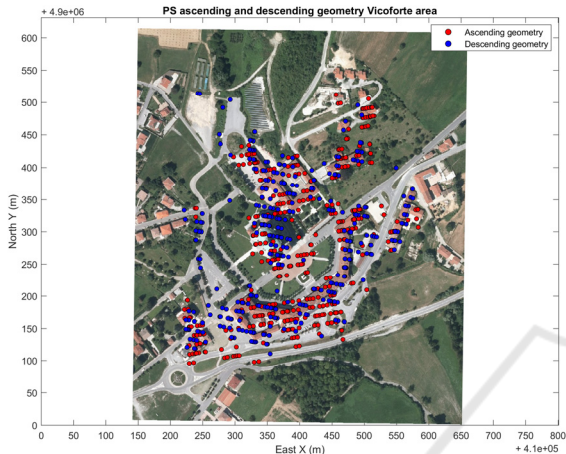 PS ascending and descending geometry Vicoforte area
+ 4.9e+06
Ascending geometry
Descending geometry
600
550
500
450
400
350
300
250
200
150
100
50
0
North Y (m)
0 50 100 150 200 250 300 350 400 450 500 550 600 650 700 750 800
East X (m)
+ 4.1e+05